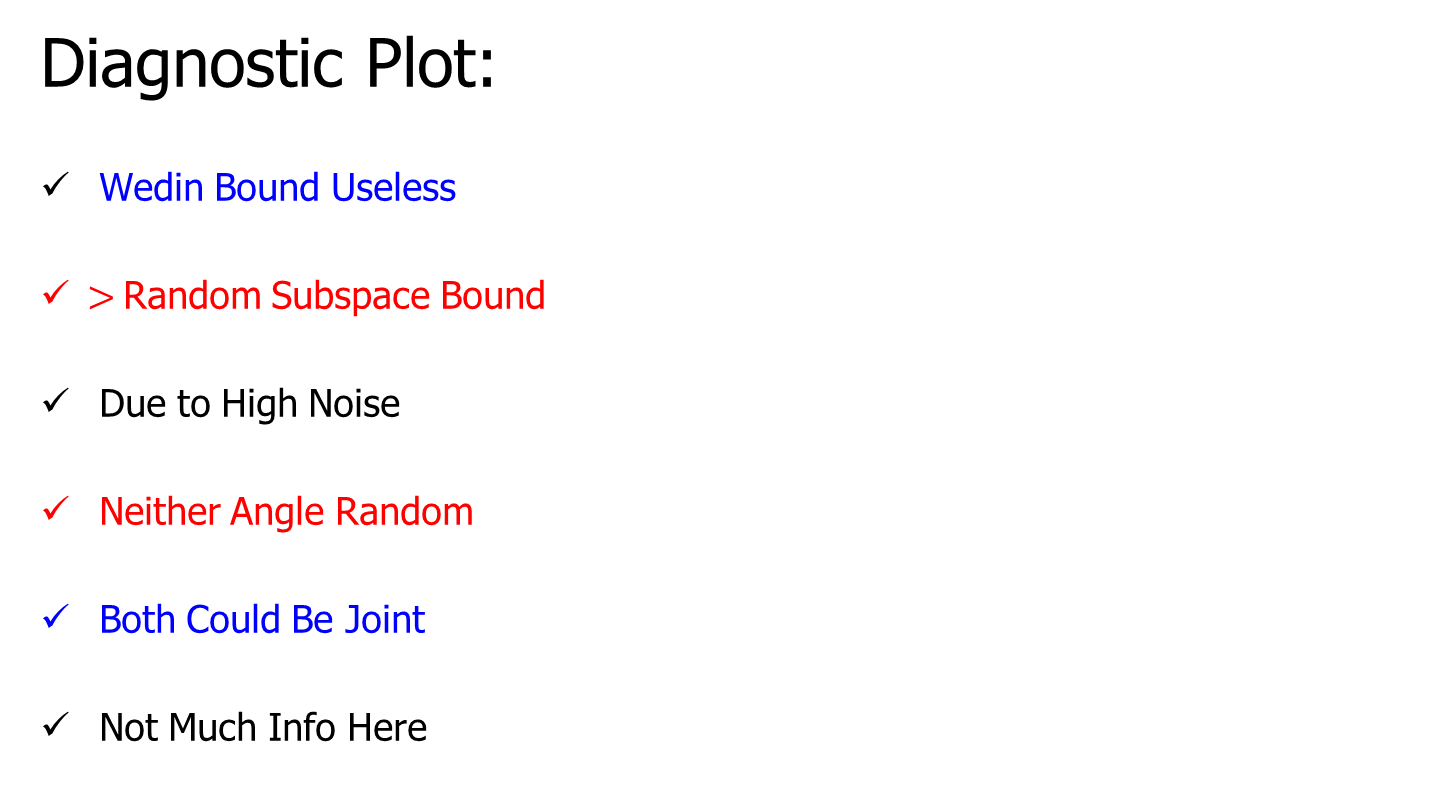 Diagnostic Plot:
✓ Wedin Bound Useless
✓ > Random Subspace Bound
✓ Due to High Noise
✓ Neither Angle Random
✓ Both Could Be Joint
✓ Not Much Info Here